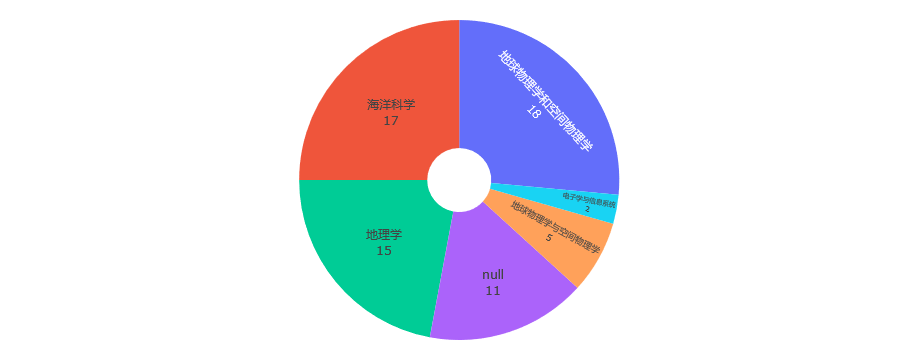 地球物理学和空间物理学
18
海洋科学
17
电子学与信息系统
2
地球物理学与空间物理学
5
地理学
15
null
11